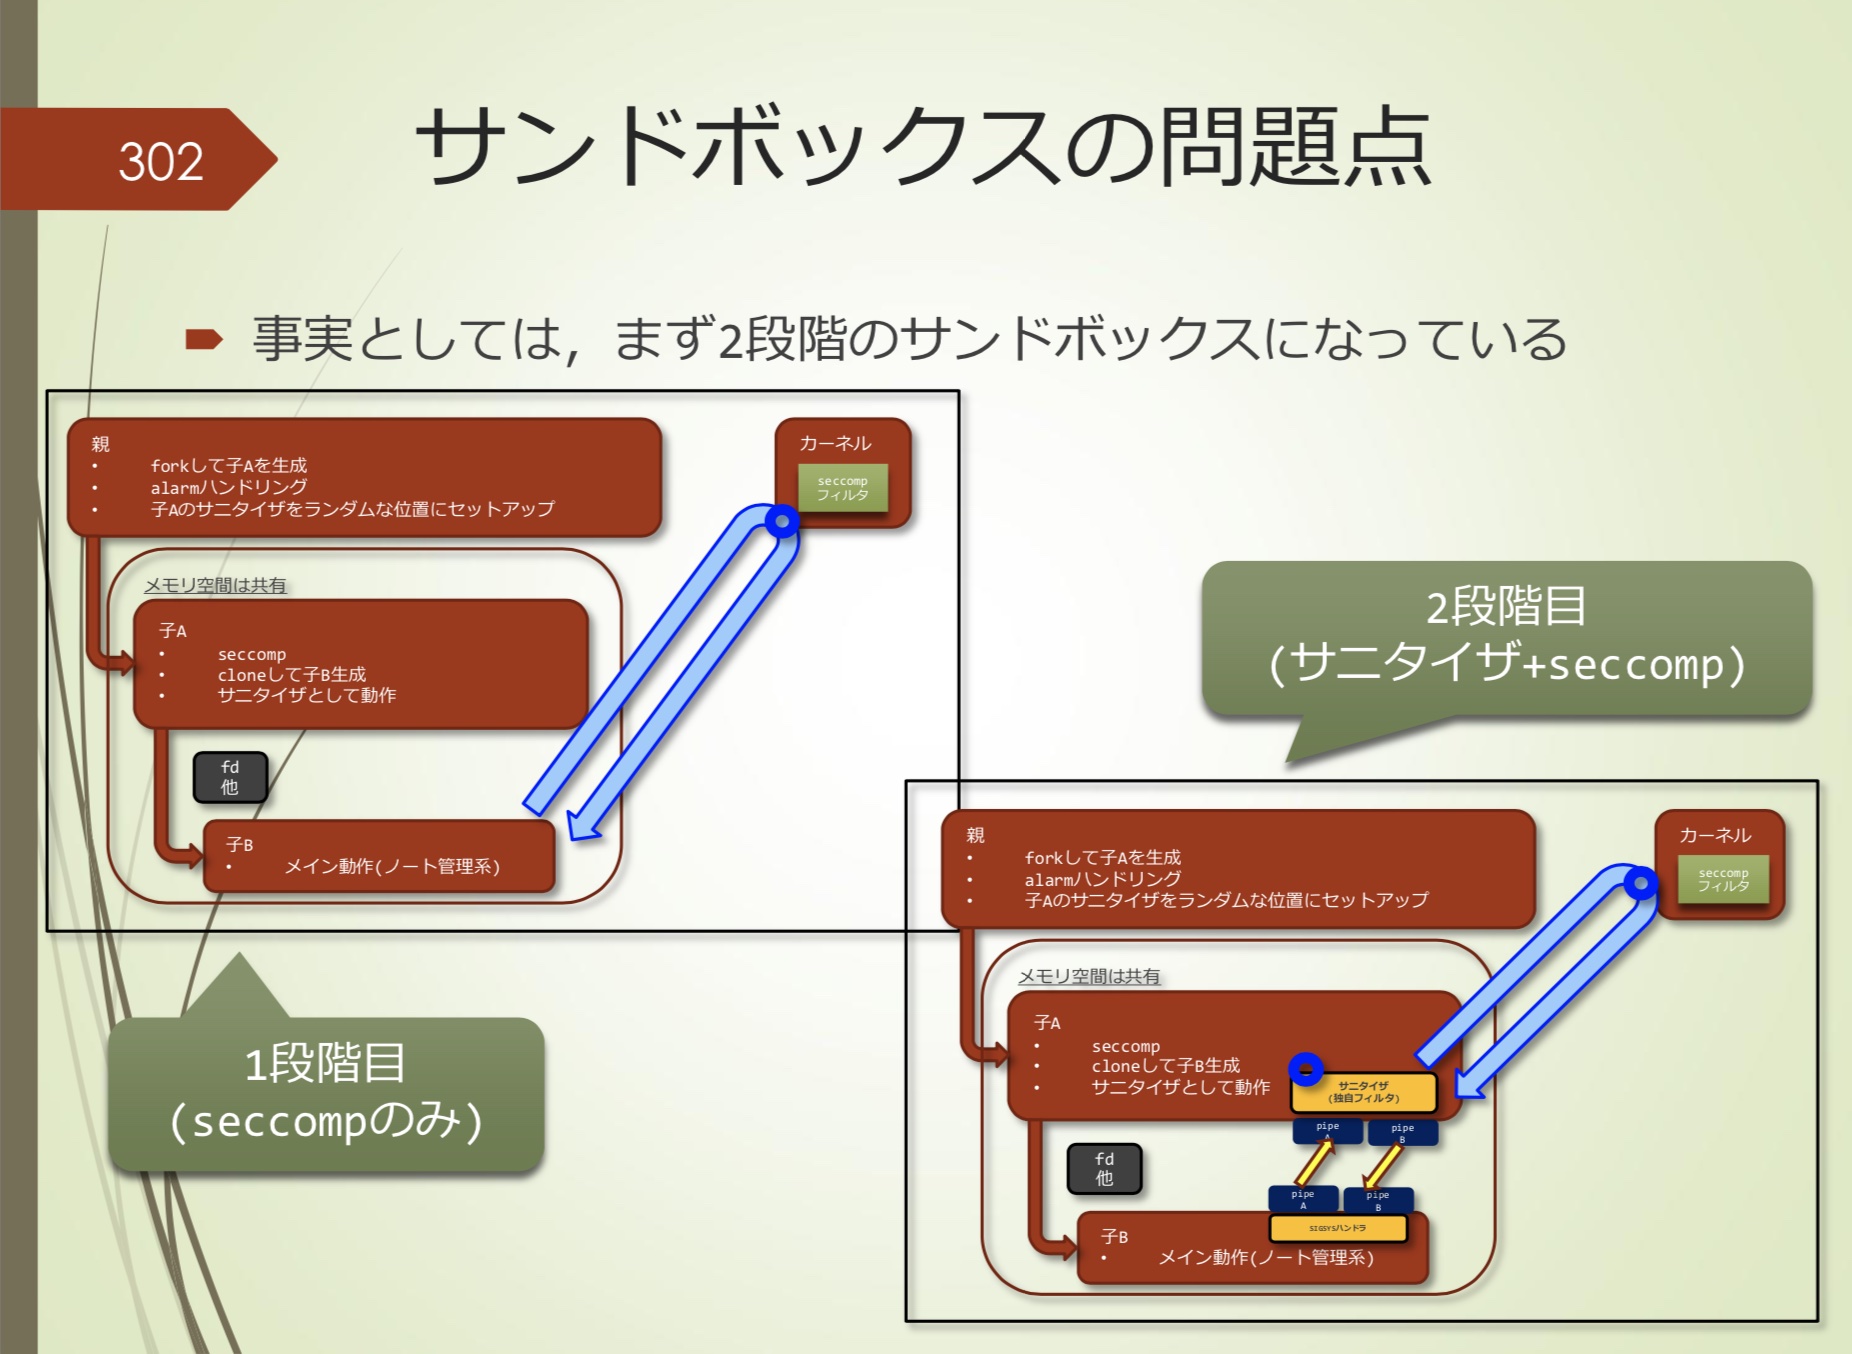 302
サンドボックスの問題点
事実としては，まず2段階のサンドボックスになっている
親
• forkして子Aを生成
• alarmハンドリング
• 子Aのサニタイザをランダムな位置にセットアップ
カーネル
seccomp
フィルタ
メモリ空間は共有
子A
• seccomp
• cloneして子B生成
• サニタイザとして動作
fd
他
子B
• メイン動作(ノート管理系)
1段階目
(seccompのみ)
2段階目
(サニタイザ+seccomp)
親
• forkして子Aを生成
• alarmハンドリング
• 子Aのサニタイザをランダムな位置にセットアップ
カーネル
seccomp
フィルタ
メモリ空間は共有
子A
• seccomp
• cloneして子B生成
• サニタイザとして動作
サニタイザ
(独自フィルタ)
pipe
A
pipe
B
fd
他
pipe
A
pipe
B
SIGSYSハンドラ
子B
• メイン動作(ノート管理系)